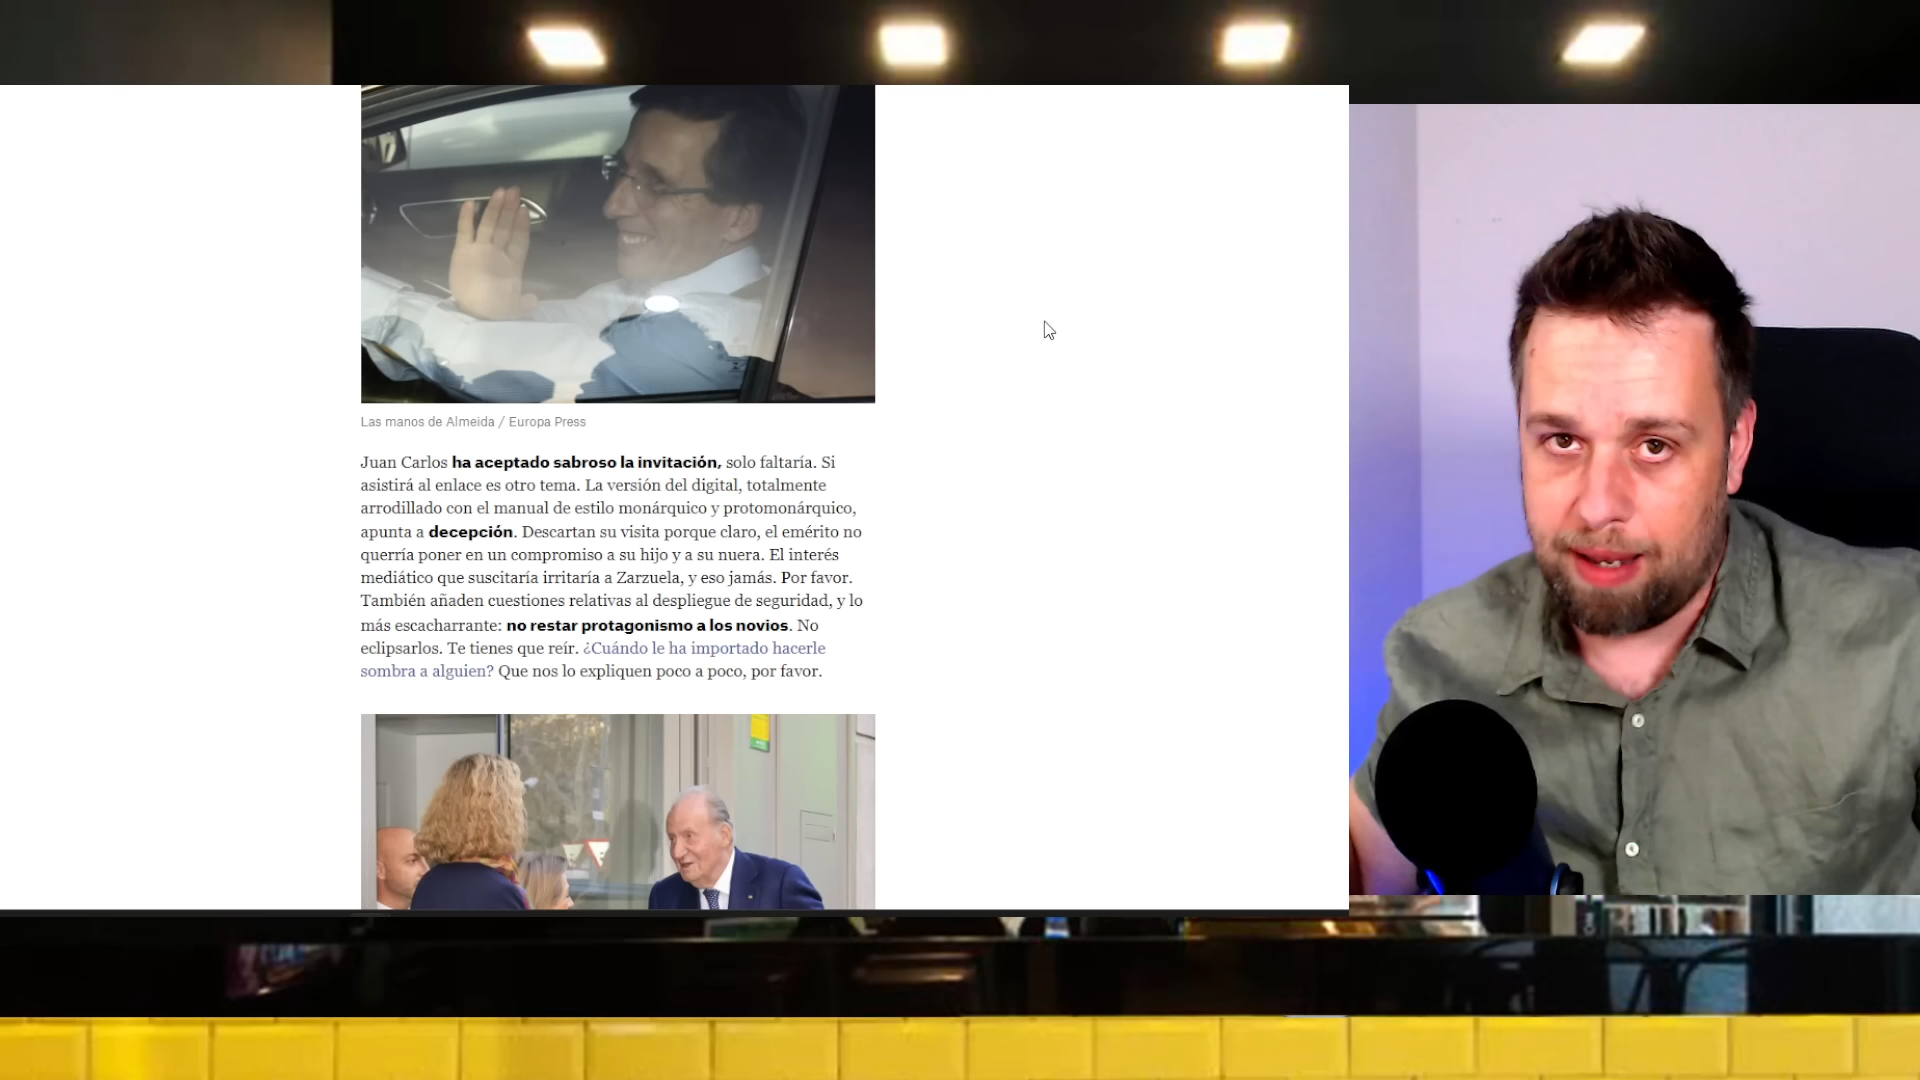 Las manos de Almeida / Europa Press
Juan Carlos ha aceptado sabroso la invitación, solo faltaría. Si
asistirá al enlace es otro tema. La versión del digital, totalmente
arrodillado con el manual de estilo monárquico y protomonárquico,
apunta a decepción. Descartan su visita porque claro, el emérito no
querría poner en un compromiso a su hijo y a su nuera. El interés
mediático que suscitaría irritaría a Zarzuela, y eso jamás. Por favor.
También añaden cuestiones relativas al despliegue de seguridad, y lo
más escacharrante: no restar protagonismo a los novios. No
eclipsarlos. Te tienes que reír. ¿Cuándo le ha importado hacerle
sombra a alguien? Que nos lo expliquen poco a poco, por favor.